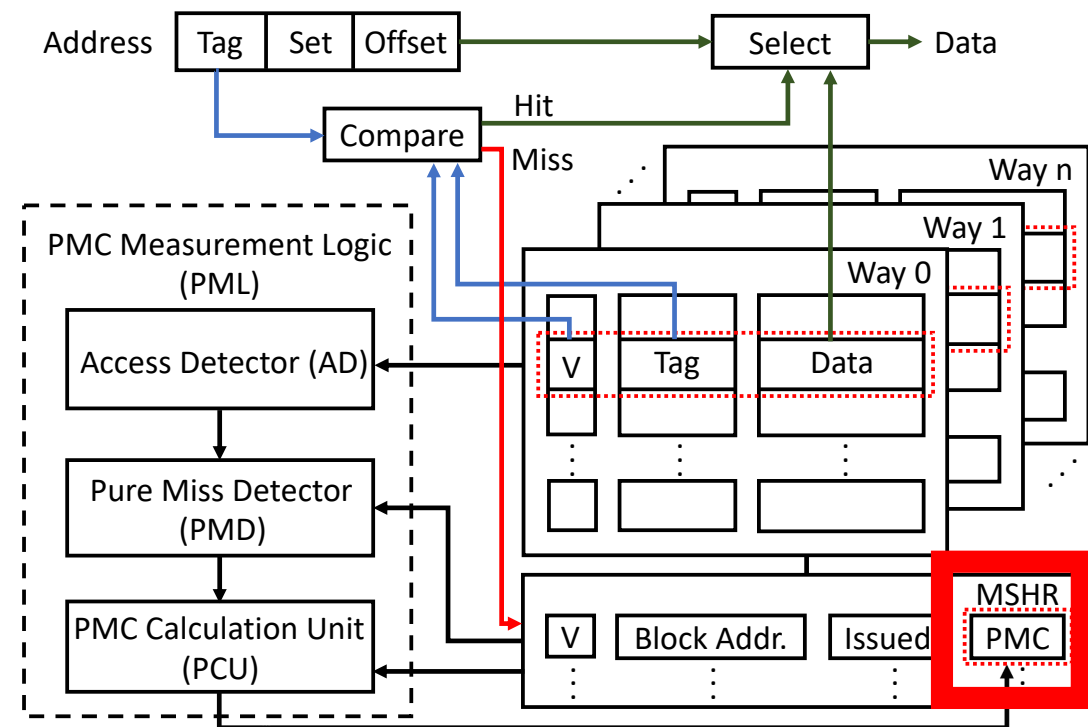 Address
Tag
Set
Offset
Select
Data
Hit
Compare
Miss
Way n
Way 1
Way 0
PMC Measurement Logic
(PML)
Access Detector (AD)
V
Tag
Data
Pure Miss Detector
(PMD)
MSHR
PMC Calculation Unit
(PCU)
V
Block Addr.
Issued
PMC